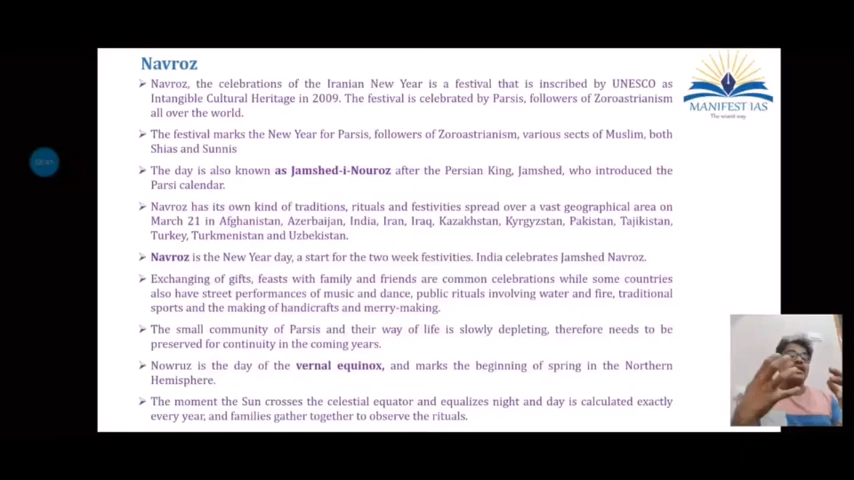 Navroz
➢ Navroz, the celebrations of the Iranian New Year is a festival that is inscribed by UNESCO as
Intangible Cultural Heritage in 2009. The festival is celebrated by Parsis, followers of Zoroastrianism
all over the world.
➢ The festival marks the New Year for Parsis, followers of Zoroastrianism, various sects of Muslim, both
Shias and Sunnis
➢ The day is also known as Jamshed-i-Nouroz after the Persian King, Jamshed, who introduced the
Parsi calendar.
➢ Navroz has its own kind of traditions, rituals and festivities spread over a vast geographical area on
March 21 in Afghanistan, Azerbaijan, India, Iran, Iraq, Kazakhstan, Kyrgyzstan, Pakistan, Tajikistan,
Turkey, Turkmenistan and Uzbekistan.
➢ Navroz is the New Year day, a start for the two week festivities. India celebrates Jamshed Navroz.
➢ Exchanging of gifts, feasts with family and friends are common celebrations while some countries
also have street performances of music and dance, public rituals involving water and fire, traditional
sports and the making of handicrafts and merry-making.
➢ The small community of Parsis and their way of life is slowly depleting, therefore needs to be
preserved for continuity in the coming years.
➢ Nowruz is the day of the vernal equinox, and marks the beginning of spring in the Northern
Hemisphere.
➢ The moment the Sun crosses the celestial equator and equalizes night and day is calculated exactly
every year, and families gather together to observe the rituals.
MANIFEST IAS